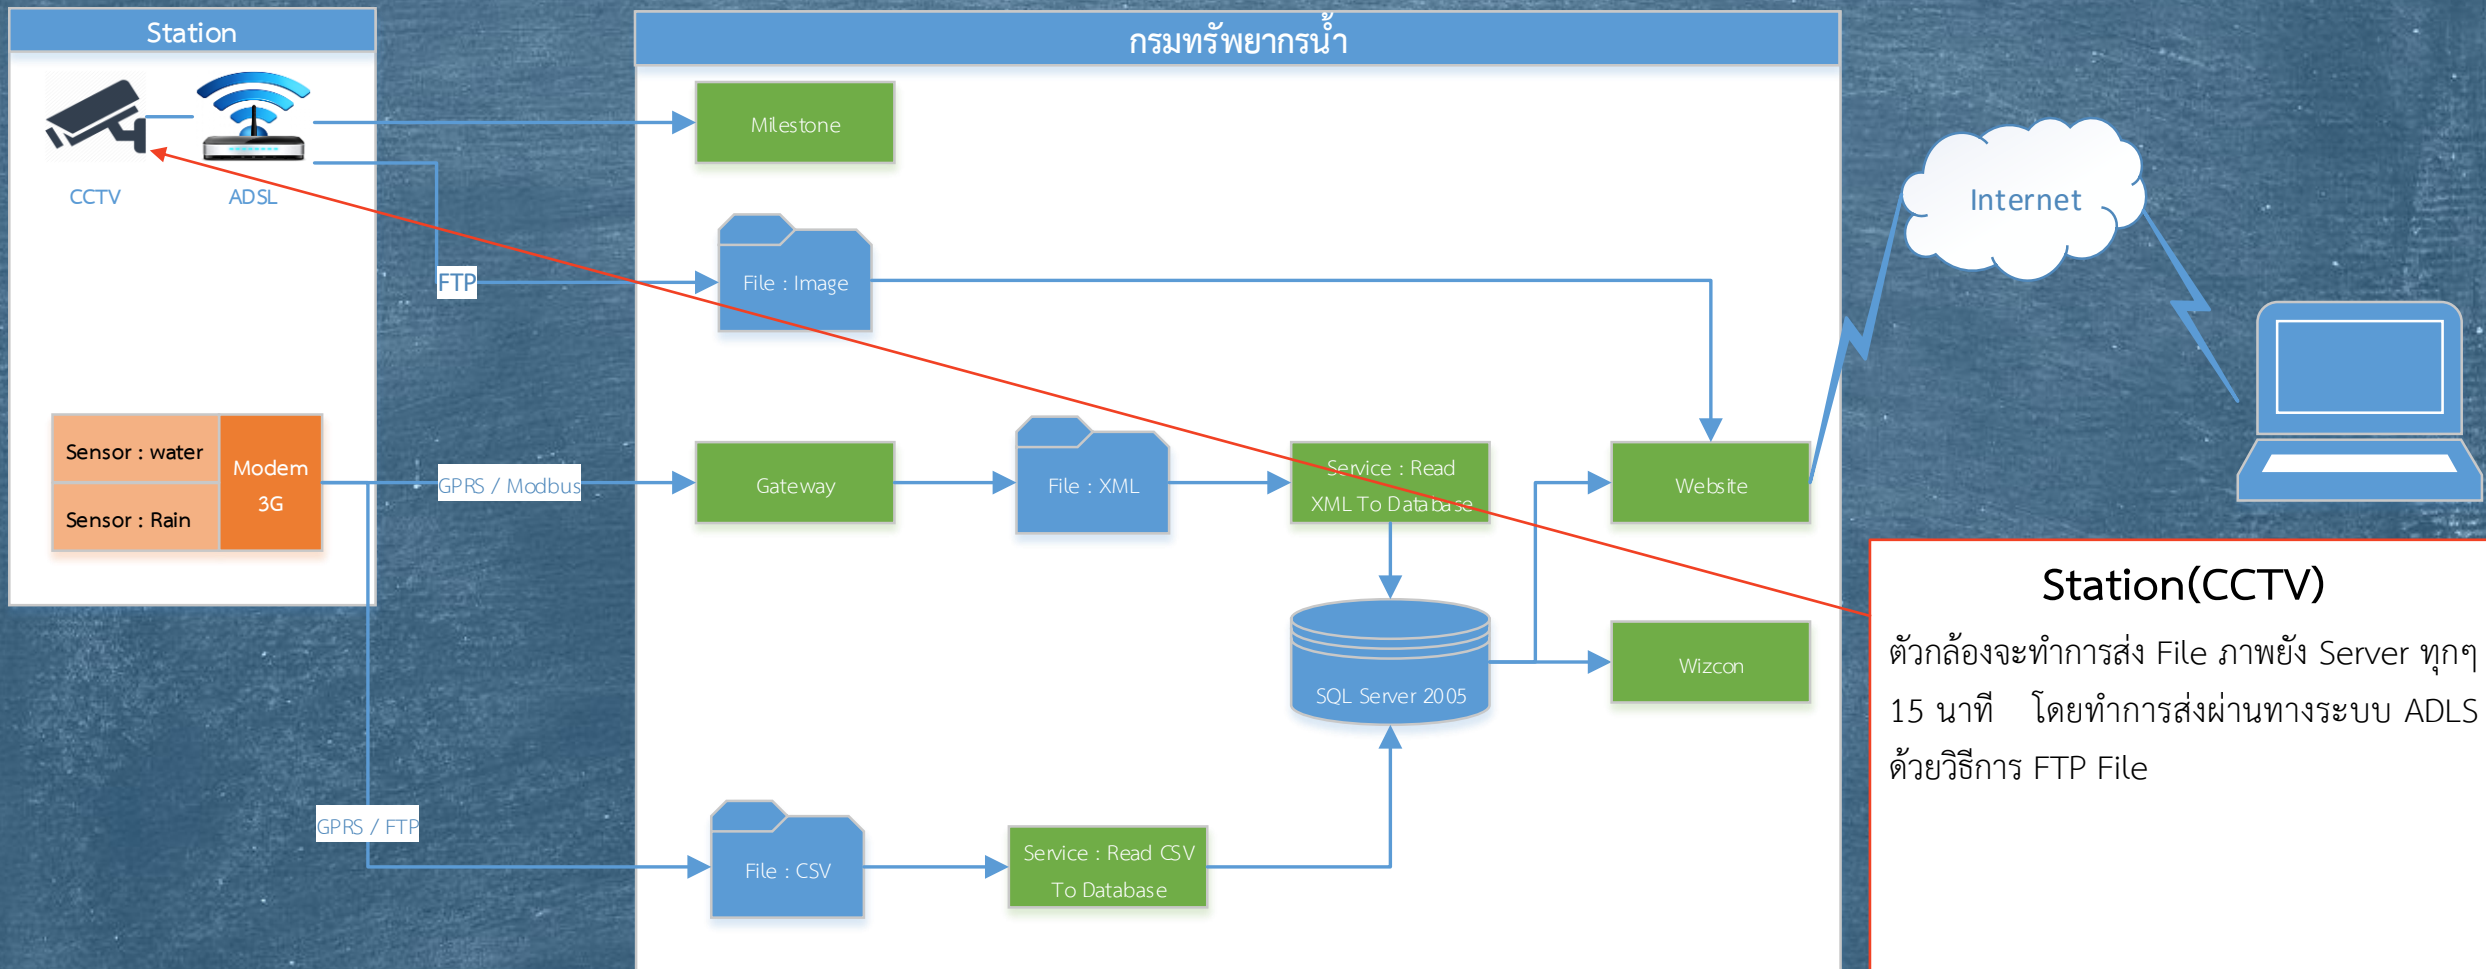 Station
กรมทรัพยากรน้ำ
Milestone
CCTV
ADSL
Internet
FTP
File : Image
Sensor : water
Sensor : Rain
Modem
3G
GPRS / Modbus
Gateway
File : XML
Service : Read
XML To Database
Website
SQL Server 2005
Wizcon
GPRS / FTP
File : CSV
Service : Read CSV
To Database
Station(CCTV)
ตัวกล้องจะทำการส่ง File ภาพยัง Server ทุกๆ
15 นาที โดยทำการส่งผ่านทางระบบ ADLS
ด้วยวิธีการ FTP File